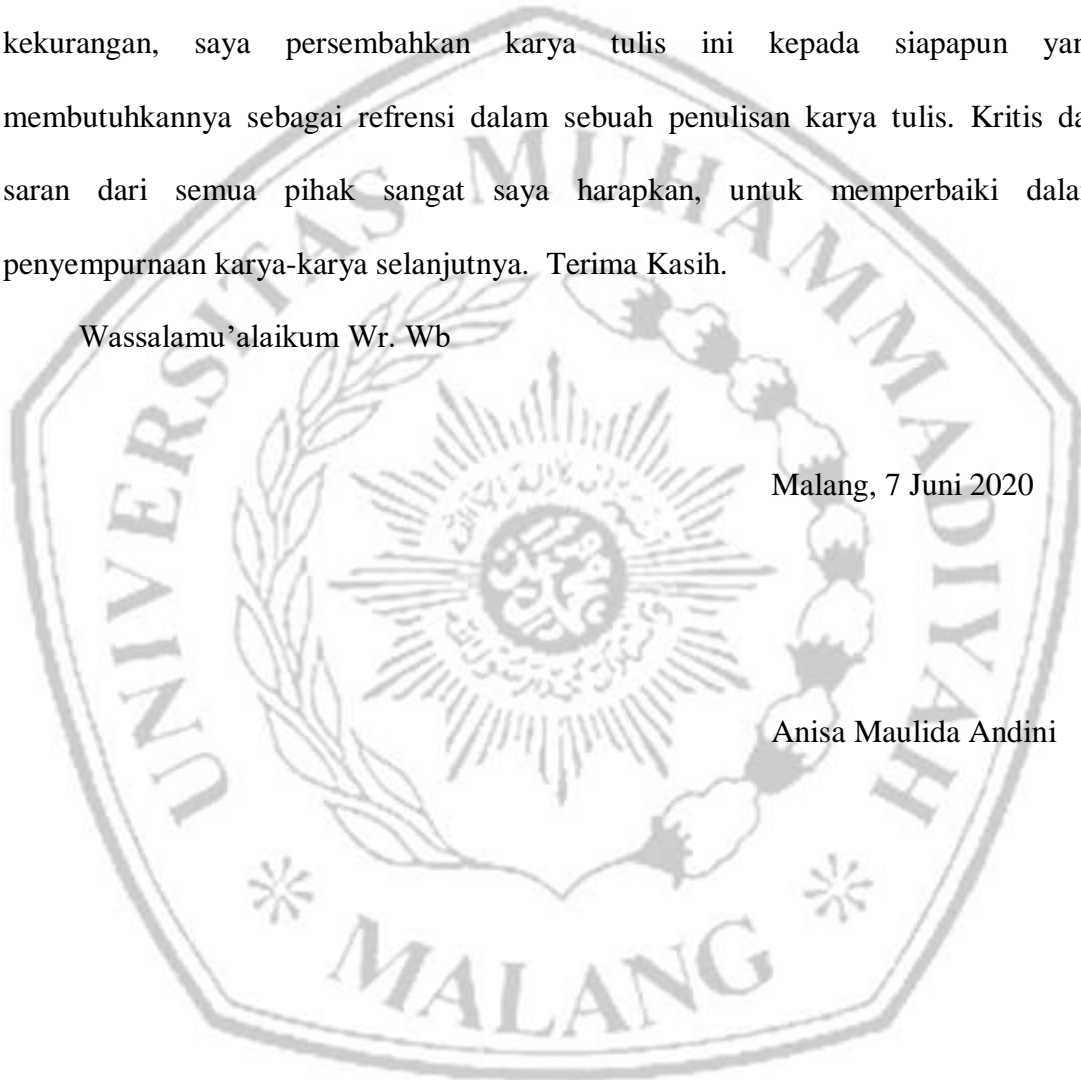 kekurangan, saya persembahkan karya tulis ini kepada siapapun yan
membutuhkannya sebagai refrensi dalam sebuah penulisan karya tulis. Kritis da
saran dari semua pihak sangat saya harapkan, untuk memperbaiki dalam
penyempurnaan karya-karya selanjutnya. Terima Kasih.
Wassalamu’alaikum Wr. Wb
Malang, 7 Juni 2020
Anisa Maulida Andini
UNIVERSITAS MUHAMMADIYAH
MALANG